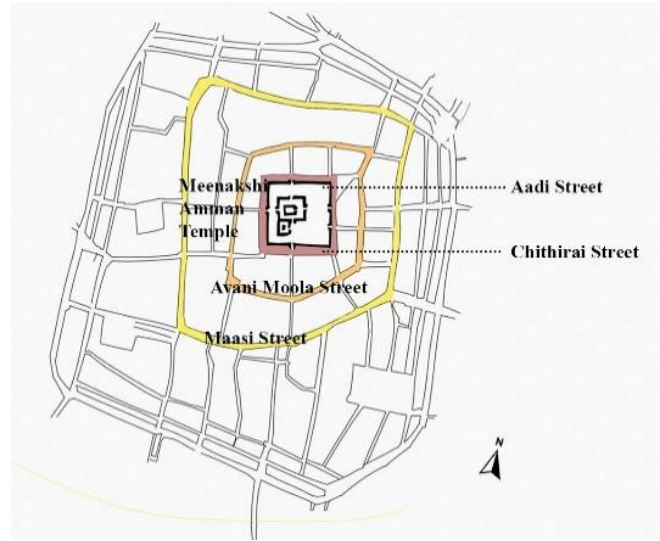 Meenakshi
Amman
Temple
Aadi Street
Chithirai Street
Avani Moola Street
Maasi Street
N